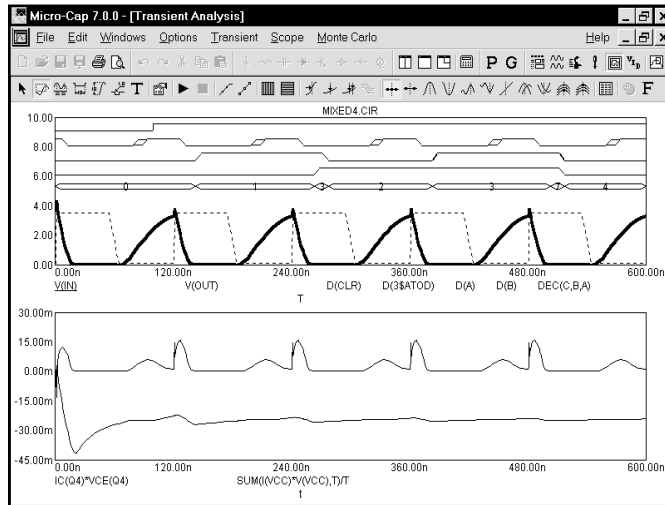 Micro-Cap 7.0.0 - [Transient Analysis]
File Edit Windows Options Transient Scope Monte Carlo Help
T P G
F
MIXED4.CIR
10.00
8.00
6.00
0 1 3 2 3 7 4
4.00
2.00
0.00
0.00n 120.00n 240.00n 360.00n 480.00n 600.00n
V(IN) V(OUT) D(CLR) D(3$ATOD) D(A) D(B) DEC(C,B,A)
T
30.00m
15.00m
0.00m
-15.00m
-30.00m
-45.00m
0.00n 120.00n 240.00n 360.00n 480.00n 600.00n
IC(Q4)*VCE(Q4) SUM(I(VCC)*V(VCC),T)/T
t